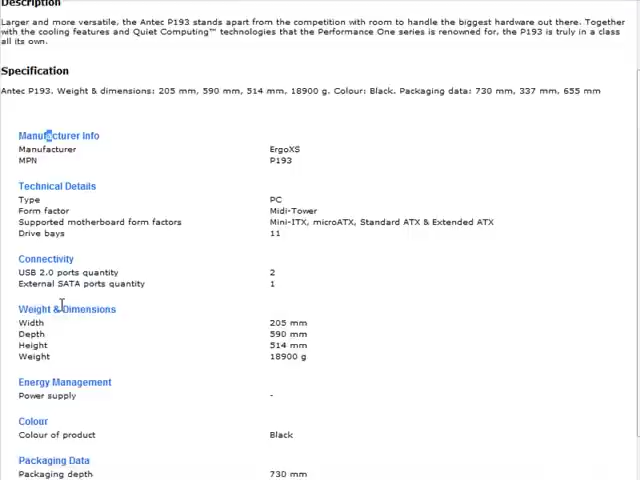 Description
Larger and more versatile, the Antec P193 stands apart from the competition with room to handle the biggest hardware out there. Together
with the cooling features and Quiet Computing™ technologies that the Performance One series is renowned for, the P193 is truly in a class
all its own.
Specification
Antec P193. Weight & dimensions: 205 mm, 590 mm, 514 mm, 18900 g. Colour: Black. Packaging data: 730 mm, 337 mm, 655 mm
Manufacturer Info
Manufacturer ErgoXS
MPN P193
Technical Details
Type PC
Form factor Midi-Tower
Supported motherboard form factors Mini-ITX, microATX, Standard ATX & Extended ATX
Drive bays 11
Connectivity
USB 2.0 ports quantity 2
External SATA ports quantity 1
Weight & Dimensions
Width 205 mm
Depth 590 mm
Height 514 mm
Weight 18900 g
Energy Management
Power supply -
Colour
Colour of product Black
Packaging Data
Packaging depth 730 mm